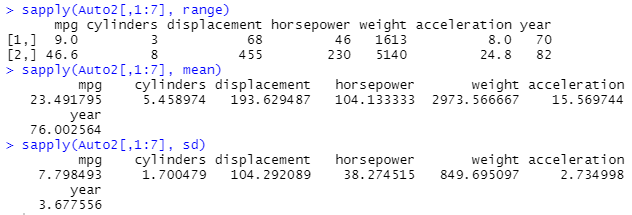 > sapply(Auto2[,1:7], range)
mpg cylinders displacement horsepower weight acceleration year
[1,] 9.0 3 68 46 1613 8.0 70
[2,] 46.6 8 455 230 5140 24.8 82
> sapply(Auto2[,1:7], mean)
mpg cylinders displacement horsepower weight acceleration
23.491795 5.458974 193.629487 104.133333 2973.566667 15.569744
year
76.002564
> sapply(Auto2[,1:7], sd)
mpg cylinders displacement horsepower weight acceleration
7.798493 1.700479 104.292089 38.274515 849.695097 2.734998
year
3.677556